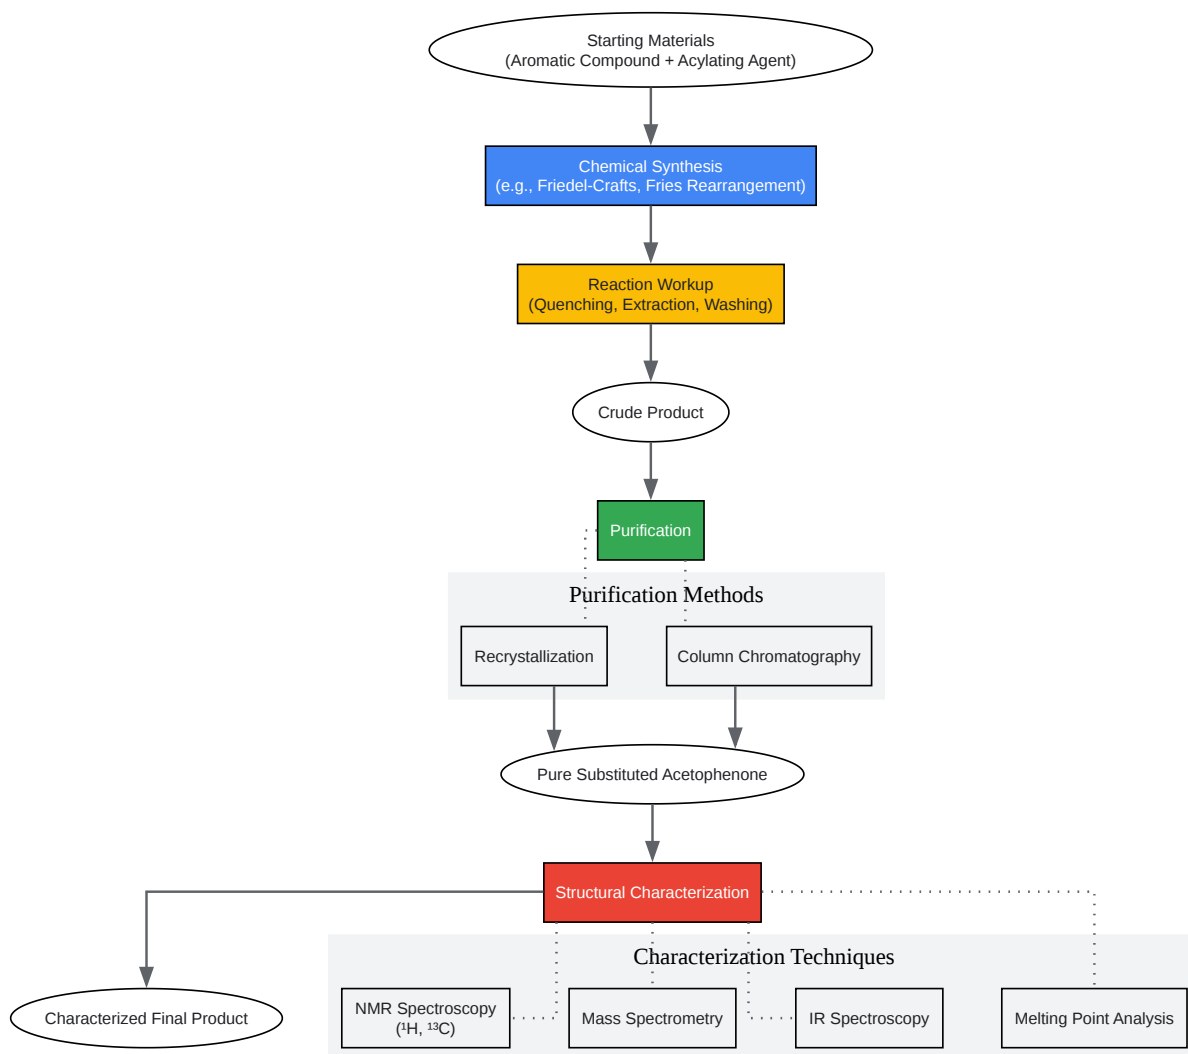 Starting Materials
(Aromatic Compound + Acylating Agent)
Chemical Synthesis
(e.g., Friedel-Crafts, Fries Rearrangement)
Reaction Workup
(Quenching, Extraction, Washing)
Crude Product
Purification
Purification Methods
Recrystallization
Column Chromatography
Pure Substituted Acetophenone
Structural Characterization
Characterization Techniques
Characterized Final Product
NMR Spectroscopy
(¹H, ¹³C)
Mass Spectrometry
IR Spectroscopy
Melting Point Analysis